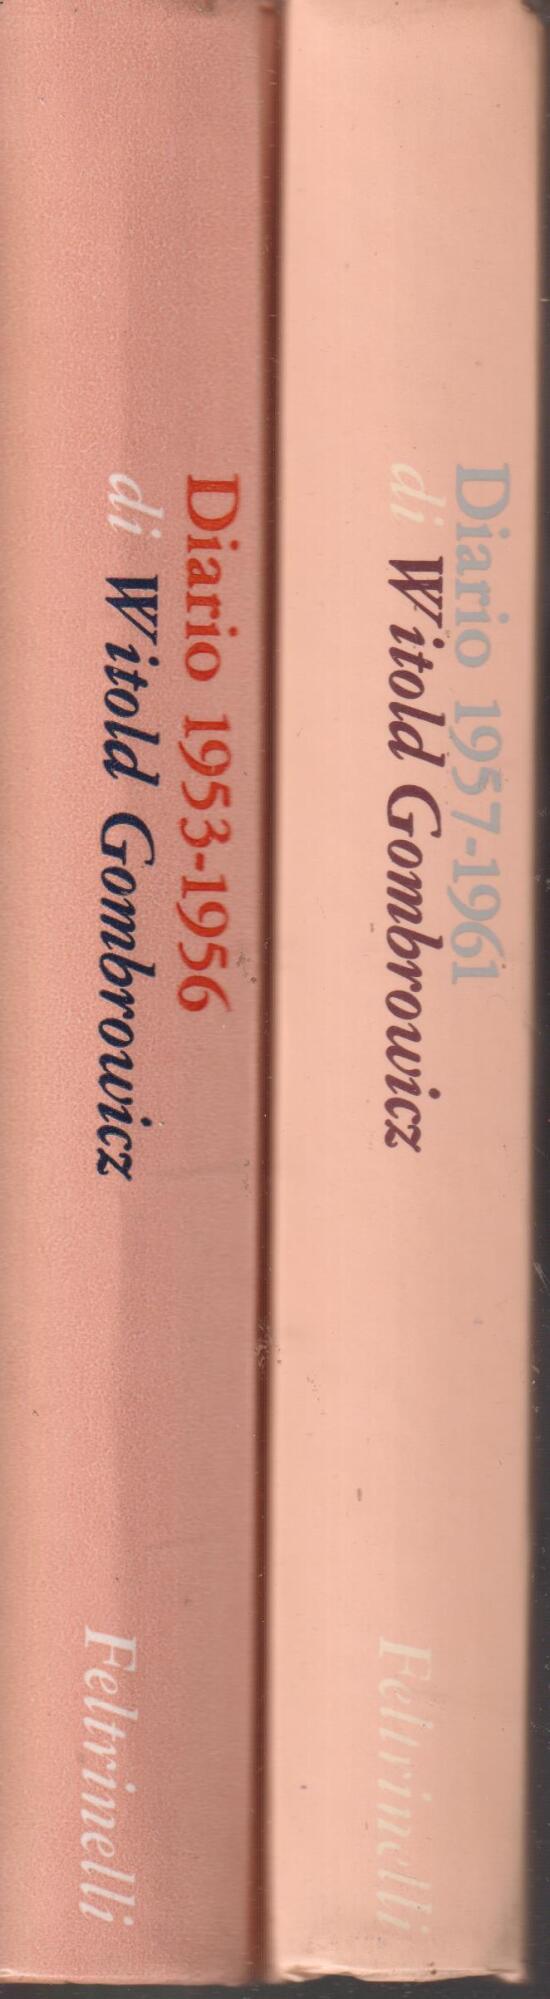 Diario 1953-1956
di Witold Gombrowicz
Feltrinelli
Diario 1957-1961
di Witold Gombrowicz
Feltrinelli